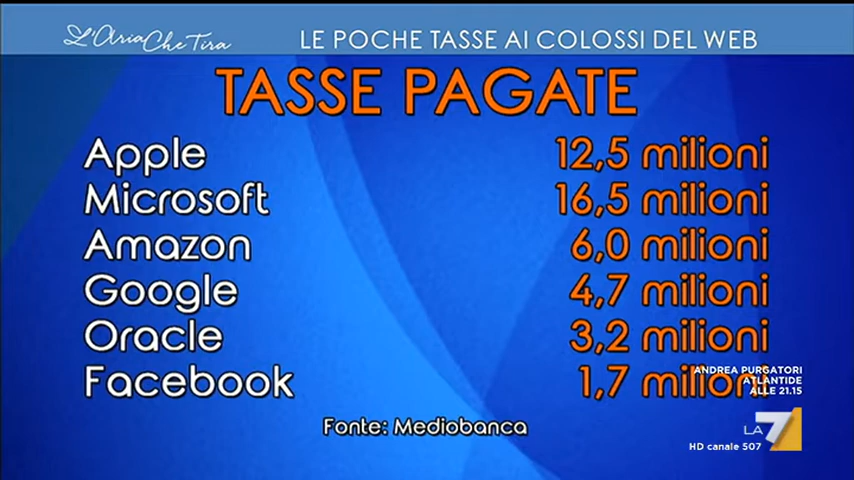 L'Aria Che Tira
LE POCHE TASSE AI COLOSSI DEL WEB
TASSE PAGATE
Apple 12,5 milioni
Microsoft 16,5 milioni
Amazon 6,0 milioni
Google 4,7 milioni
Oracle 3,2 milioni
Facebook 1,7 milioni
Fonte: Mediobanca
ANDREA PURGATORI
ATLANTIDE
ALLE 21.15
LA7
HD canale 507